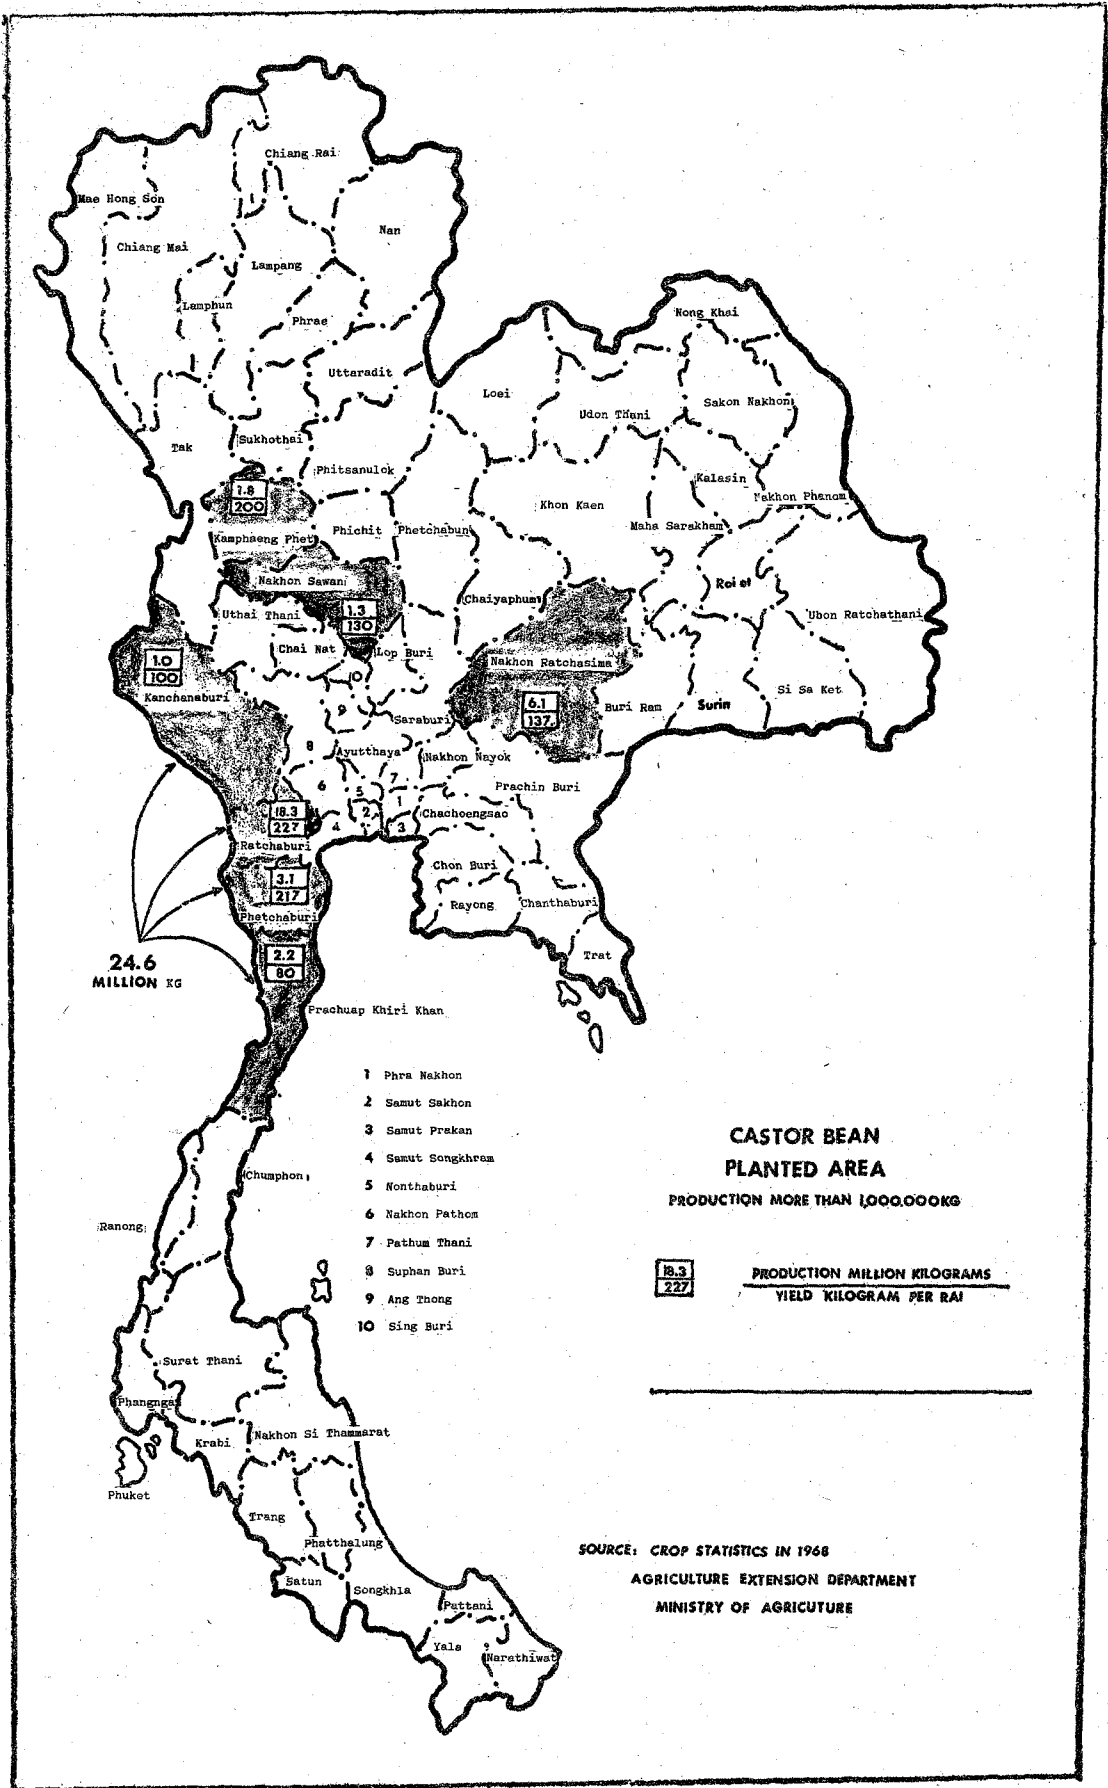 Chiang Rai
Mae Hong Son
Nan
Chiang Mai
Lampang
Lamphun
Phrae
Nong Khai
Uttaradit
Loei
Udon Thani
Sakon Nakhon
Tak
Sukhothai
Phitsanulok
Kalasin
Nakhon Phanom
1.8
200
Khon Kaen
Maha Sarakham
Kamphaeng Phet
Phichit
Phetchabun
Nakhon Sawan
Roi et
Chaiyaphum
Uthai Thani
1.3
130
Ubon Ratchathani
Chai Nat
Lop Buri
1.0
100
Nakhon Ratchasima
Kanchanaburi
10
6.1
137.
Buri Ram
Surin
Si Sa Ket
9
Saraburi
8
Ayutthaya
Nakhon Nayok
7
6
5
Prachin Buri
18.3
227
1
2
4
3
Chachoengsao
Ratchaburi
Chon Buri
3.1
217
Rayong
Chanthaburi
Phetchaburi
2.2
80
Trat
24.6
MILLION KG
Prachuap Khiri Khan
1 Phra Nakhon
2 Samut Sakhon
3 Samut Prakan
4 Samut Songkhram
5 Nonthaburi
6 Nakhon Pathom
7 Pathum Thani
8 Suphan Buri
9 Ang Thong
10 Sing Buri
Chumphon
Ranong
CASTOR BEAN
PLANTED AREA
PRODUCTION MORE THAN 1,000.000KG
18.3
227
PRODUCTION MILLION KILOGRAMS
YIELD KILOGRAM PER RAI
Surat Thani
Phangnga
Krabi
Nakhon Si Thammarat
Phuket
Trang
Phatthalung
Satun
Songkhla
Pattani
Yala
Narathiwat
SOURCE: CROP STATISTICS IN 1968
AGRICULTURE EXTENSION DEPARTMENT
MINISTRY OF AGRICUTURE